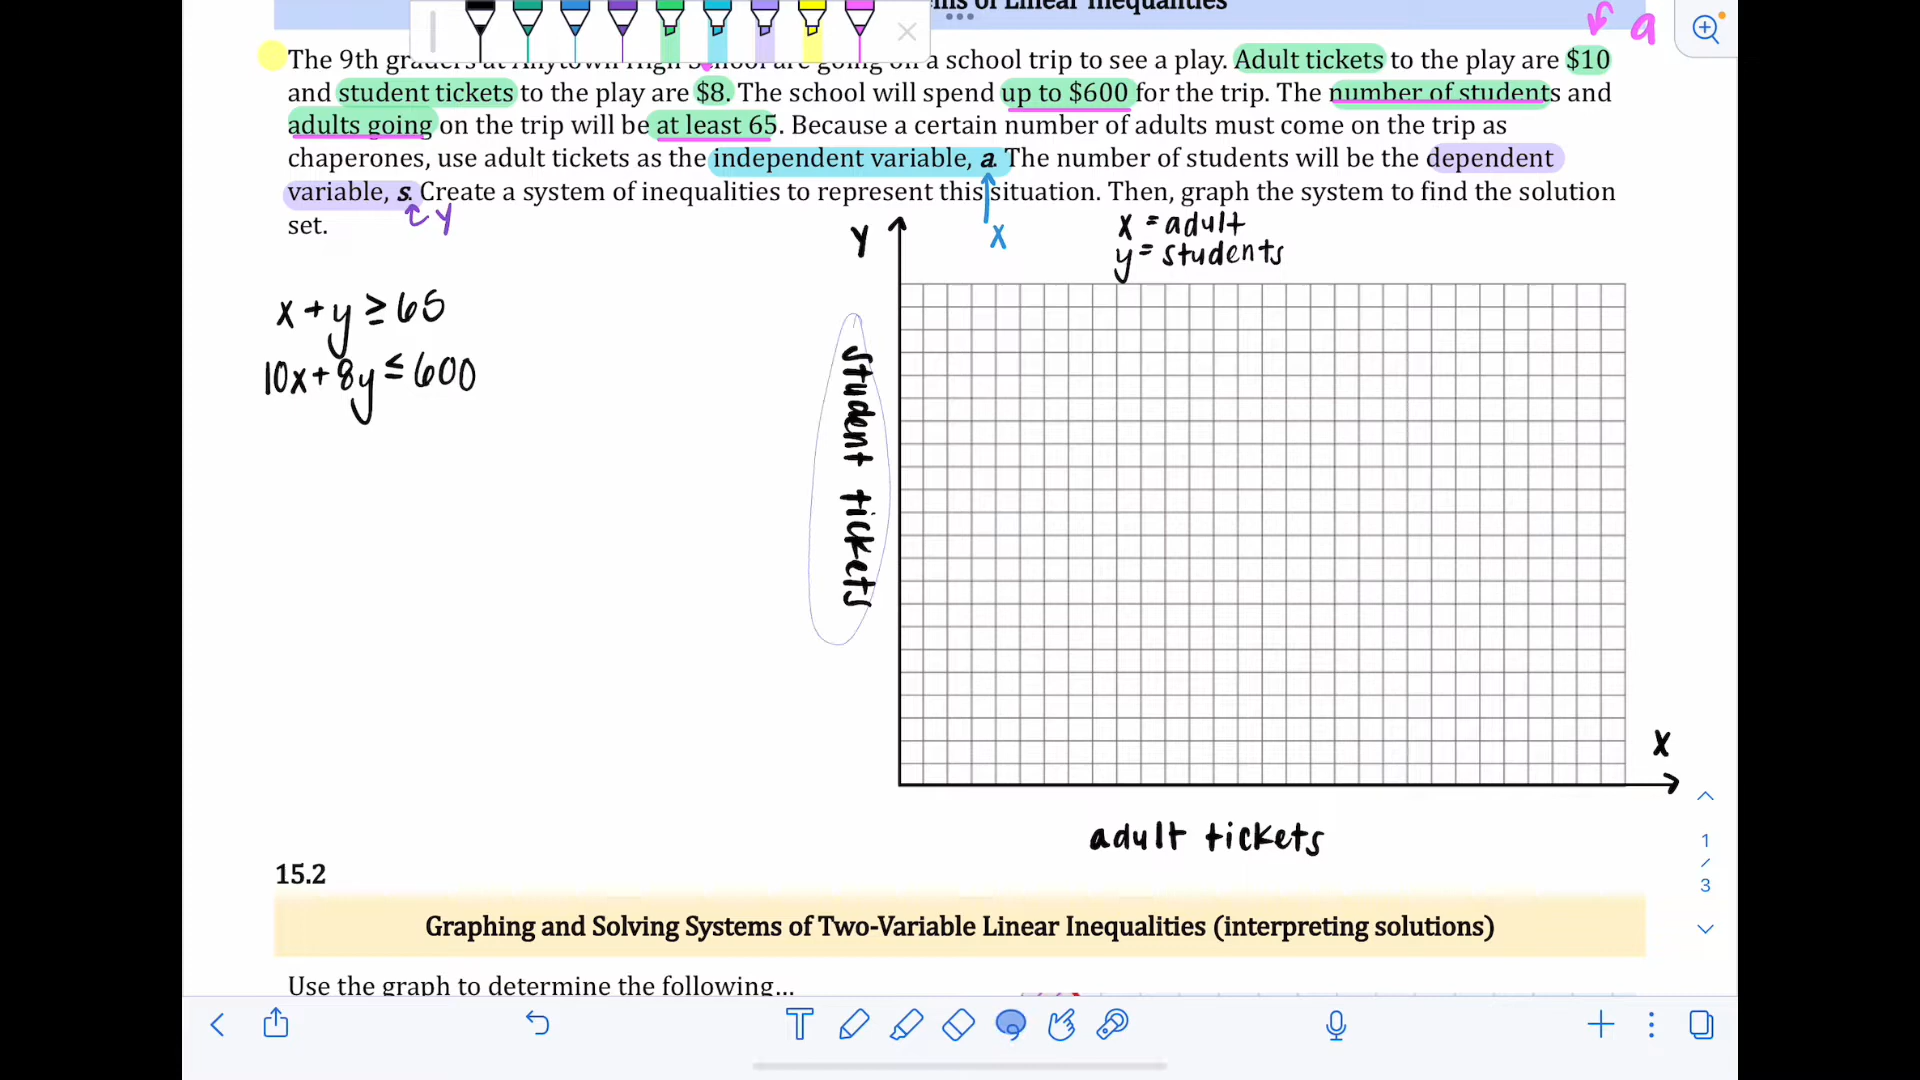 of Linear Inequalities
a
The 9th graders at Anytown High School are going on a school trip to see a play. Adult tickets to the play are $10
and student tickets to the play are $8. The school will spend up to $600 for the trip. The number of students and
adults going on the trip will be at least 65. Because a certain number of adults must come on the trip as
chaperones, use adult tickets as the independent variable, a. The number of students will be the dependent
variable, s. Create a system of inequalities to represent this situation. Then, graph the system to find the solution
set.
y
x
x = adult
y = students
Y
x + y ≥ 65
10x + 8y ≤ 600
student tickets
X
adult tickets
1
/
3
15.2
Graphing and Solving Systems of Two-Variable Linear Inequalities (interpreting solutions)
Use the graph to determine the following...
T